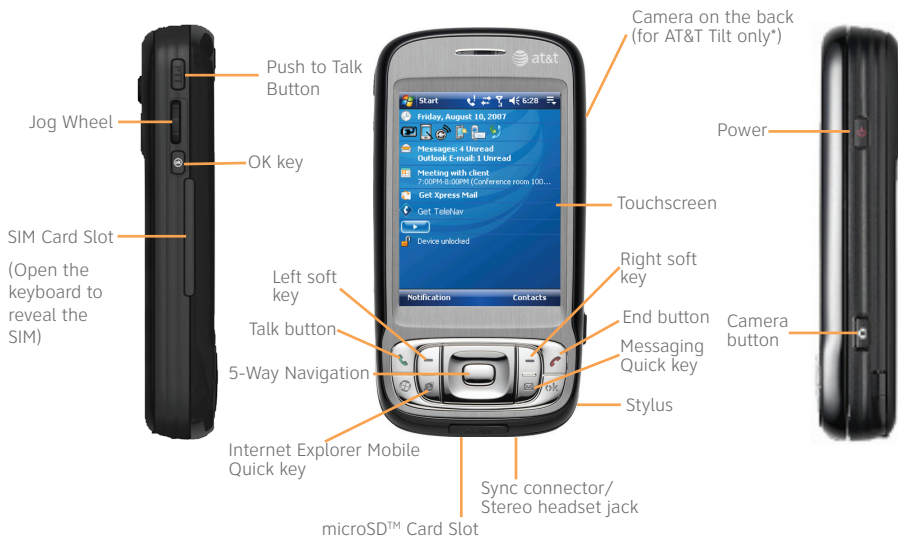 Push to Talk
Button
Jog Wheel
OK key
SIM Card Slot
(Open the
keyboard to
reveal the
SIM)
Camera on the back
(for AT&T Tilt only*)
at&t
Start
6:28
Friday, August 10, 2007
Messages: 4 Unread
Outlook E-mail: 1 Unread
Meeting with client
7:00PM-8:00PM (Conference room 100...
Get Xpress Mail
Get TeleNav
Device unlocked
Notification
Contacts
Touchscreen
Left soft
key
Right soft
key
Talk button
End button
5-Way Navigation
Messaging
Quick key
ok
Stylus
Internet Explorer Mobile
Quick key
Sync connector/
Stereo headset jack
microSD™ Card Slot
Power
Camera
button